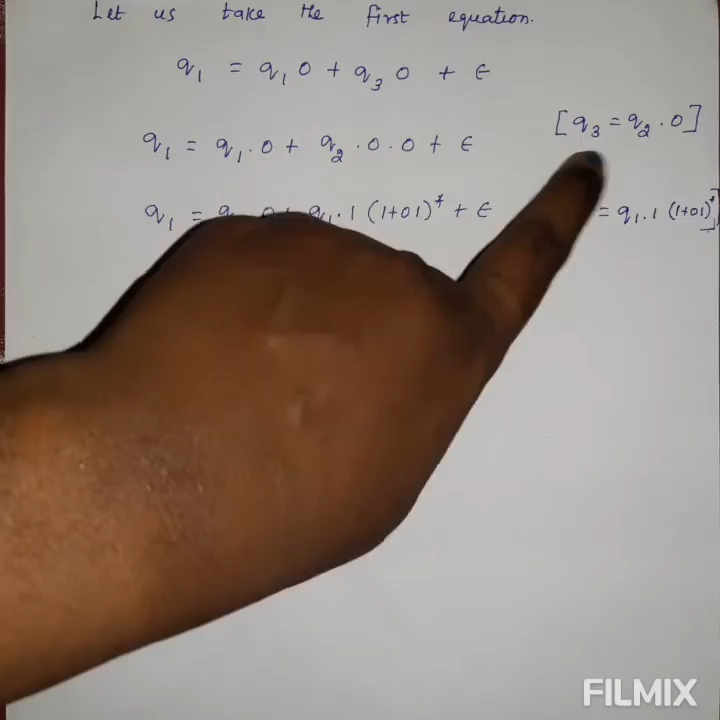 Let us take the first equation.
q₁ = q₁ 0 + q₃ 0 + ε
[q₃ = q₂ . 0]
q₁ = q₁ . 0 + q₂ . 0 . 0 + ε
q₁ = 0 + q₁ . 1 (1+01)* + ε
= q₁ . 1 (1+01)*]
FILMIX